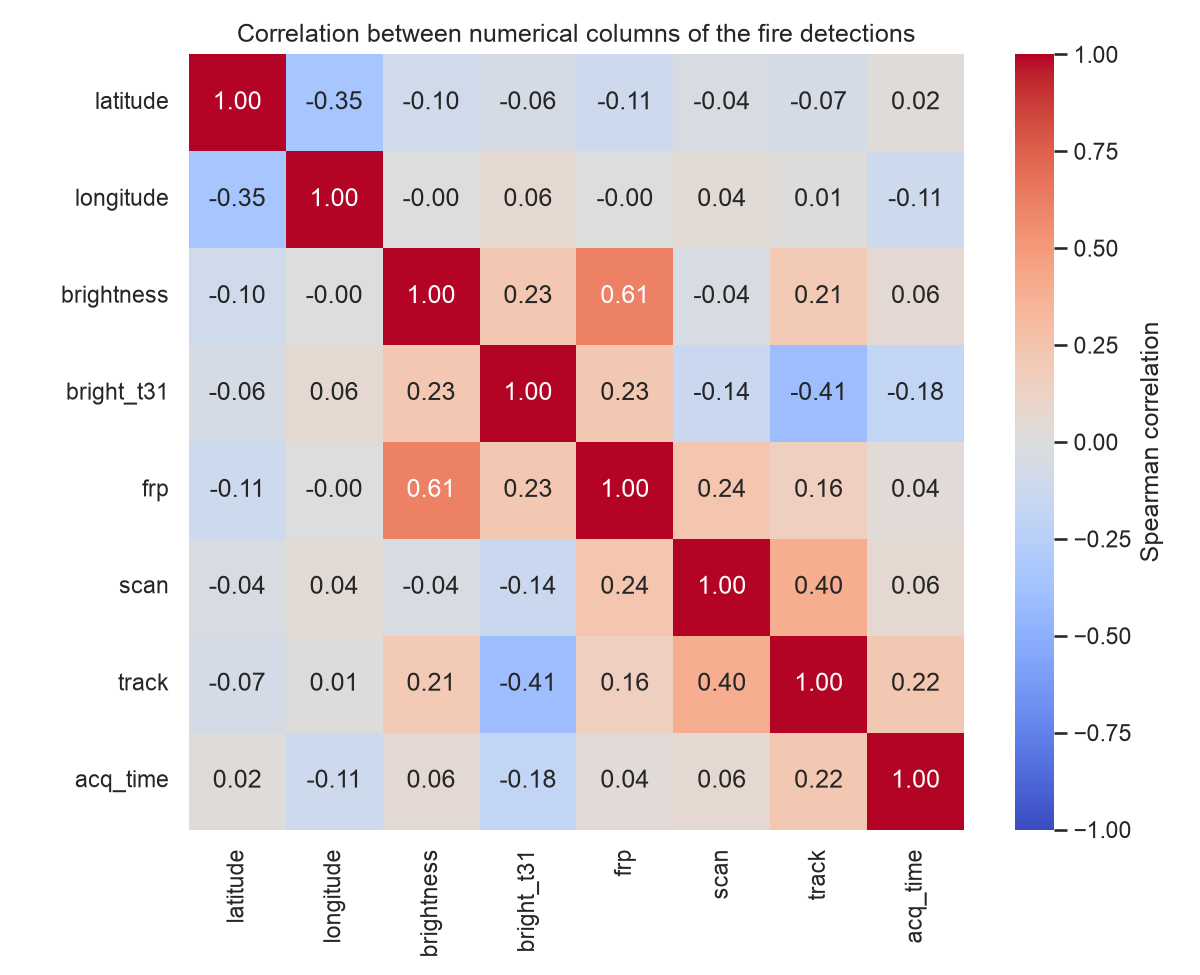 Correlation between numerical columns of the fire detections
latitude 1.00 -0.35 -0.10 -0.06 -0.11 -0.04 -0.07 0.02
longitude -0.35 1.00 -0.00 0.06 -0.00 0.04 0.01 -0.11
brightness -0.10 -0.00 1.00 0.23 0.61 -0.04 0.21 0.06
bright_t31 -0.06 0.06 0.23 1.00 0.23 -0.14 -0.41 -0.18
frp -0.11 -0.00 0.61 0.23 1.00 0.24 0.16 0.04
scan -0.04 0.04 -0.04 -0.14 0.24 1.00 0.40 0.06
track -0.07 0.01 0.21 -0.41 0.16 0.40 1.00 0.22
acq_time 0.02 -0.11 0.06 -0.18 0.04 0.06 0.22 1.00
latitude longitude brightness bright_t31 frp scan track acq_time
1.00
0.75
0.50
0.25
0.00
−0.25
−0.50
−0.75
−1.00
Spearman correlation